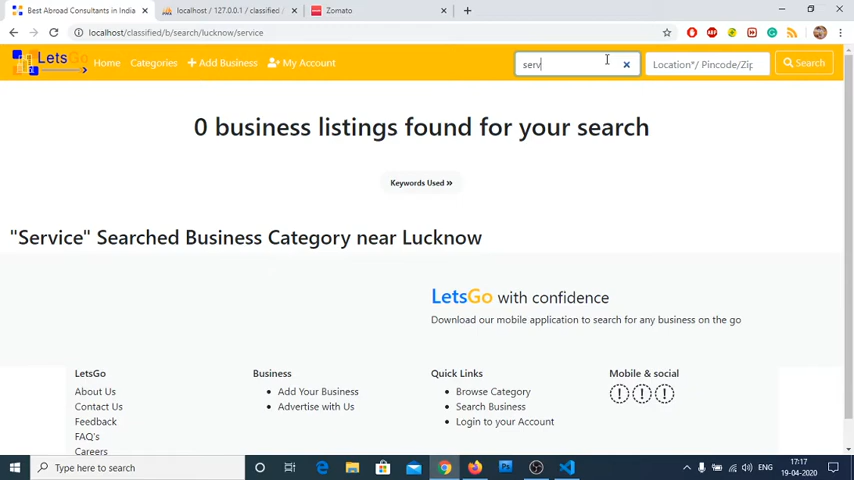 Best Abroad Consultants in India
localhost / 127.0.0.1 / classified
Zomato
localhost/classified/b/search/lucknow/service
LetsGo
Home
Categories
Add Business
My Account
serv
Location*/ Pincode/Zip
Search
0 business listings found for your search
Keywords Used »
"Service" Searched Business Category near Lucknow
LetsGo with confidence
Download our mobile application to search for any business on the go
LetsGo
About Us
Contact Us
Feedback
FAQ's
Careers
Business
Add Your Business
Advertise with Us
Quick Links
Browse Category
Search Business
Login to your Account
Mobile & social
Type here to search
ENG
17:17
19-04-2020